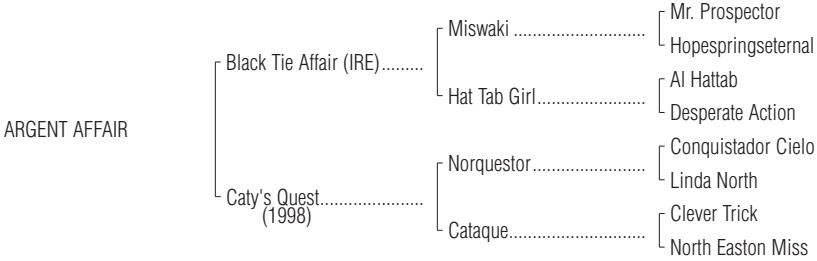 Mr. Prospector
Miswaki ............................
Hopespringseternal
Black Tie Affair (IRE).........
Al Hattab
Hat Tab Girl.......................
Desperate Action
ARGENT AFFAIR
Conquistador Cielo
Norquestor........................
Linda North
Caty's Quest......................
(1998)
Clever Trick
Cataque.............................
North Easton Miss